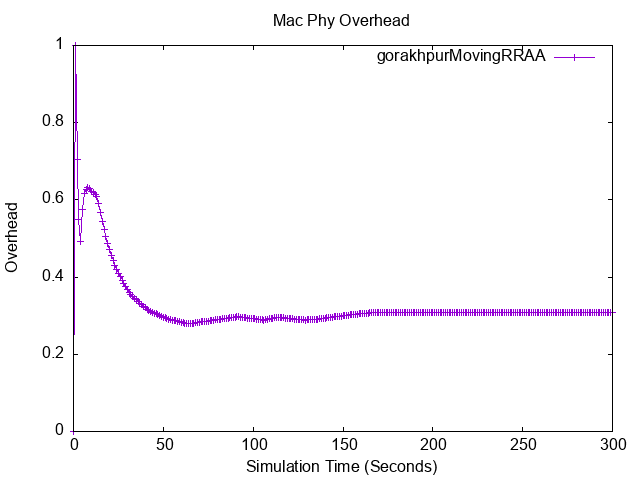 Mac Phy Overhead
gorakhpurMovingRRAA
1
0.8
0.6
0.4
0.2
0
Overhead
0 50 100 150 200 250 300
Simulation Time (Seconds)